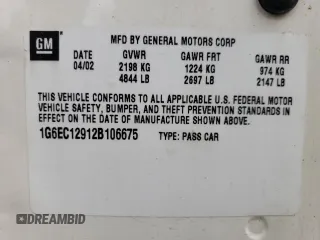 GM
MFD BY GENERAL MOTORS CORP
DATE GVWR GAWR FRT GAWR RR
04/02 2198 KG 1224 KG 974 KG
4844 LB 2697 LB 2147 LB
THIS VEHICLE CONFORMS TO ALL APPLICABLE U.S. FEDERAL MOTOR
VEHICLE SAFETY, BUMPER, AND THEFT PREVENTION STANDARDS IN
EFFECT ON THE DATE OF MANUFACTURE SHOWN ABOVE.
1G6EC12912B106675 TYPE: PASS CAR
DREAMBID